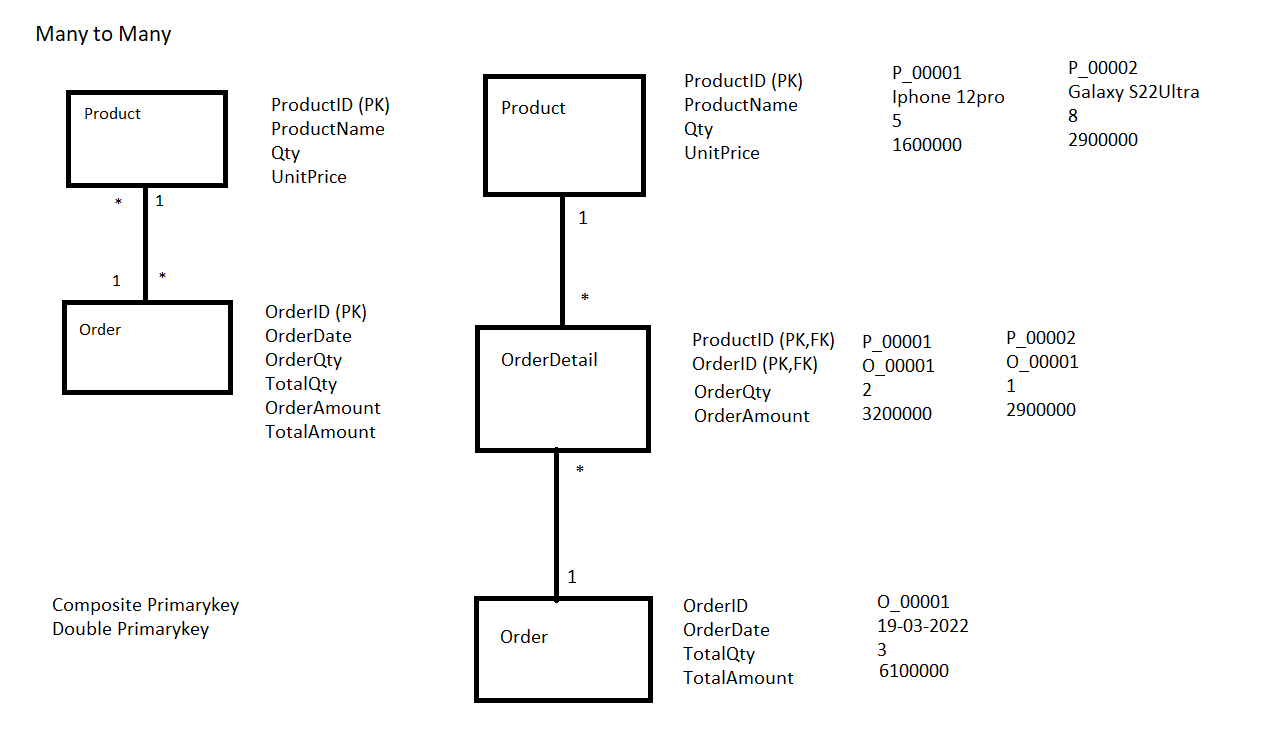 Many to Many
Product
ProductID (PK)
ProductName
Qty
UnitPrice
* 1
1 *
Order
OrderID (PK)
OrderDate
OrderQty
TotalQty
OrderAmount
TotalAmount
Composite Primarykey
Double Primarykey
Product
ProductID (PK) P_00001 P_00002
ProductName Iphone 12pro Galaxy S22Ultra
Qty 5 8
UnitPrice 1600000 2900000
1
*
OrderDetail
ProductID (PK,FK) P_00001 P_00002
OrderID (PK,FK) O_00001 O_00001
OrderQty 2 1
OrderAmount 3200000 2900000
*
1
Order
OrderID O_00001
OrderDate 19-03-2022
TotalQty 3
TotalAmount 6100000